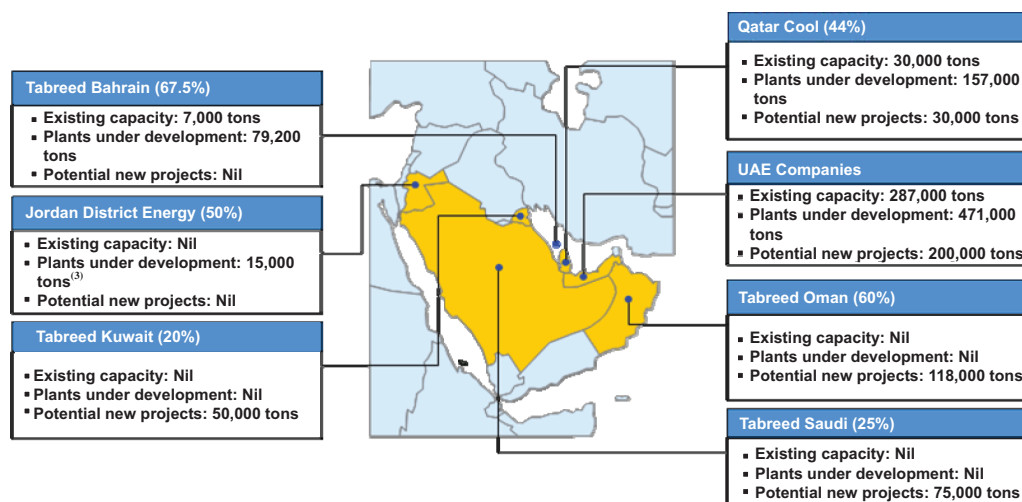 Tabreed Bahrain (67.5%)
▪ Existing capacity: 7,000 tons
▪ Plants under development: 79,200
tons
▪ Potential new projects: Nil
Jordan District Energy (50%)
▪ Existing capacity: Nil
▪ Plants under development: 15,000
tons(3)
▪ Potential new projects: Nil
Tabreed Kuwait (20%)
▪ Existing capacity: Nil
▪ Plants under development: Nil
▪ Potential new projects: 50,000 tons
Qatar Cool (44%)
▪ Existing capacity: 30,000 tons
▪ Plants under development: 157,000
tons
▪ Potential new projects: 30,000 tons
UAE Companies
▪ Existing capacity: 287,000 tons
▪ Plants under development: 471,000
tons
▪ Potential new projects: 200,000 tons
Tabreed Oman (60%)
▪ Existing capacity: Nil
▪ Plants under development: Nil
▪ Potential new projects: 118,000 tons
Tabreed Saudi (25%)
▪ Existing capacity: Nil
▪ Plants under development: Nil
▪ Potential new projects: 75,000 tons